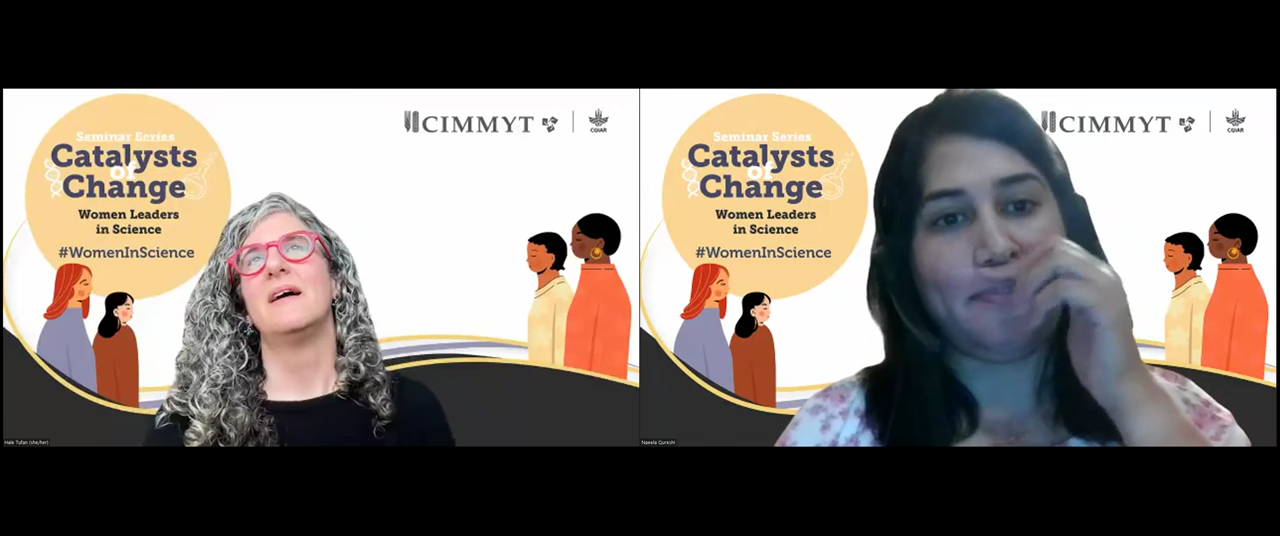 Seminar Series
Catalysts
of
Change
Women Leaders
in Science
#WomenInScience
CIMMYT
CGIAR
Hale Tufan (she/her)
Seminar Series
Catalysts
of
Change
Women Leaders
in Science
#WomenInScience
CIMMYT
CGIAR
Naeela Qureshi